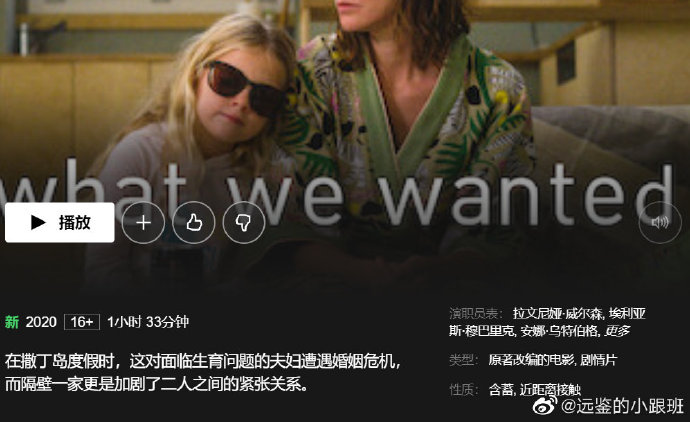 what we wanted
播放
新 2020 16+ 1小时 33分钟
演职员表： 拉文尼娅·威尔森, 埃利亚
斯·穆巴里克, 安娜·乌特伯格, 更多
在撒丁岛度假时，这对面临生育问题的夫妇遭遇婚姻危机，
而隔壁一家更是加剧了二人之间的紧张关系。
类型： 原著改编的电影, 剧情片
性质： 含蓄, 近距离接触
@远鉴的小跟班